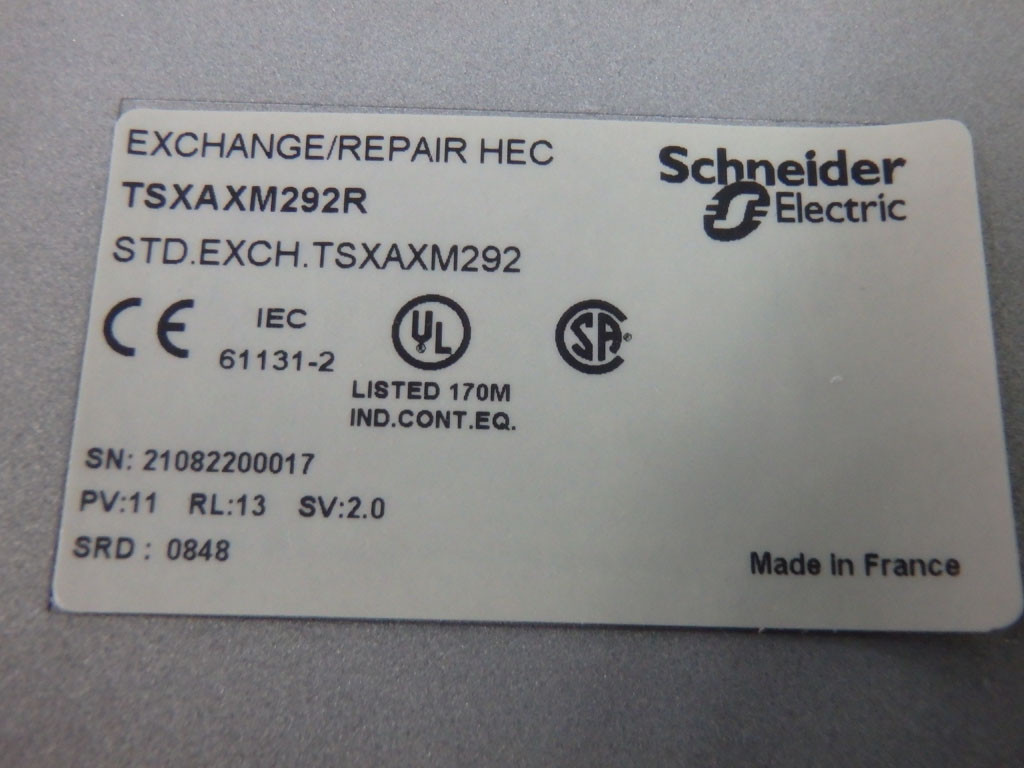 EXCHANGE/REPAIR HEC
TSXAXM292R
STD.EXCH.TSXAXM292
Schneider
Electric
CE
IEC
61131-2
UL
LISTED 170M
IND.CONT.EQ.
SA
SN: 21082200017
PV:11 RL:13 SV:2.0
SRD : 0848
Made in France